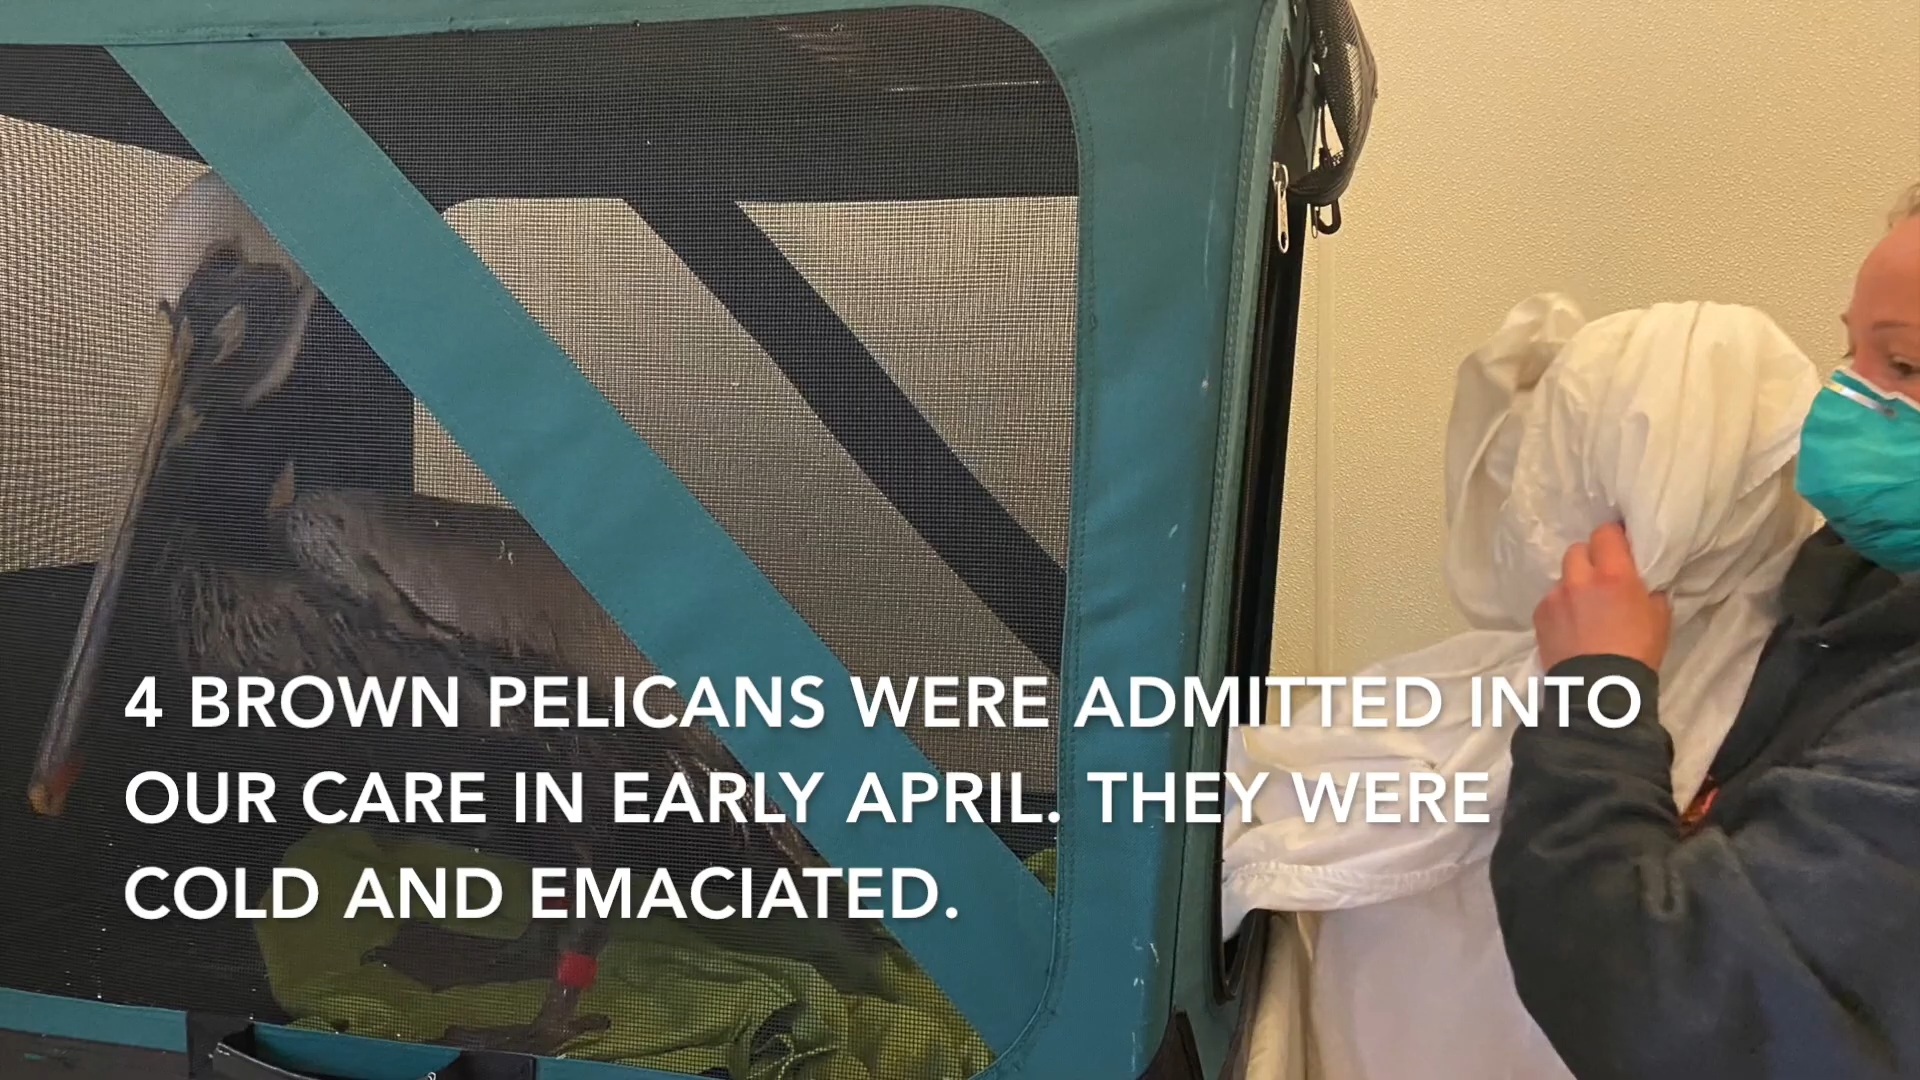 4 BROWN PELICANS WERE ADMITTED INTO
OUR CARE IN EARLY APRIL. THEY WERE
COLD AND EMACIATED.